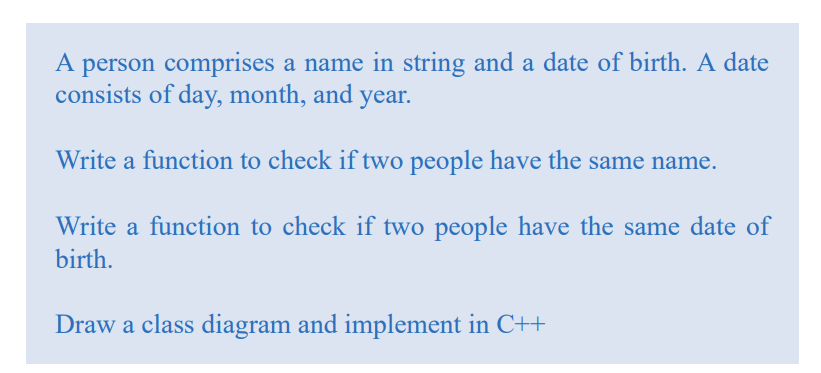 A person comprises a name in string and a date of birth. A date
consists of day, month, and year.
Write a function to check if two people have the same name.
Write a function to check if two people have the same date of
birth.
Draw a class diagram and implement in C++